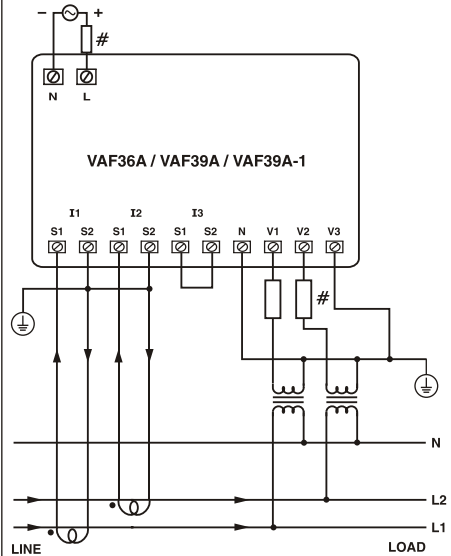 − +
#
N L
VAF36A / VAF39A / VAF39A-1
I1 I2 I3
S1 S2 S1 S2 S1 S2 N V1 V2 V3
#
N
L2
L1
LINE LOAD